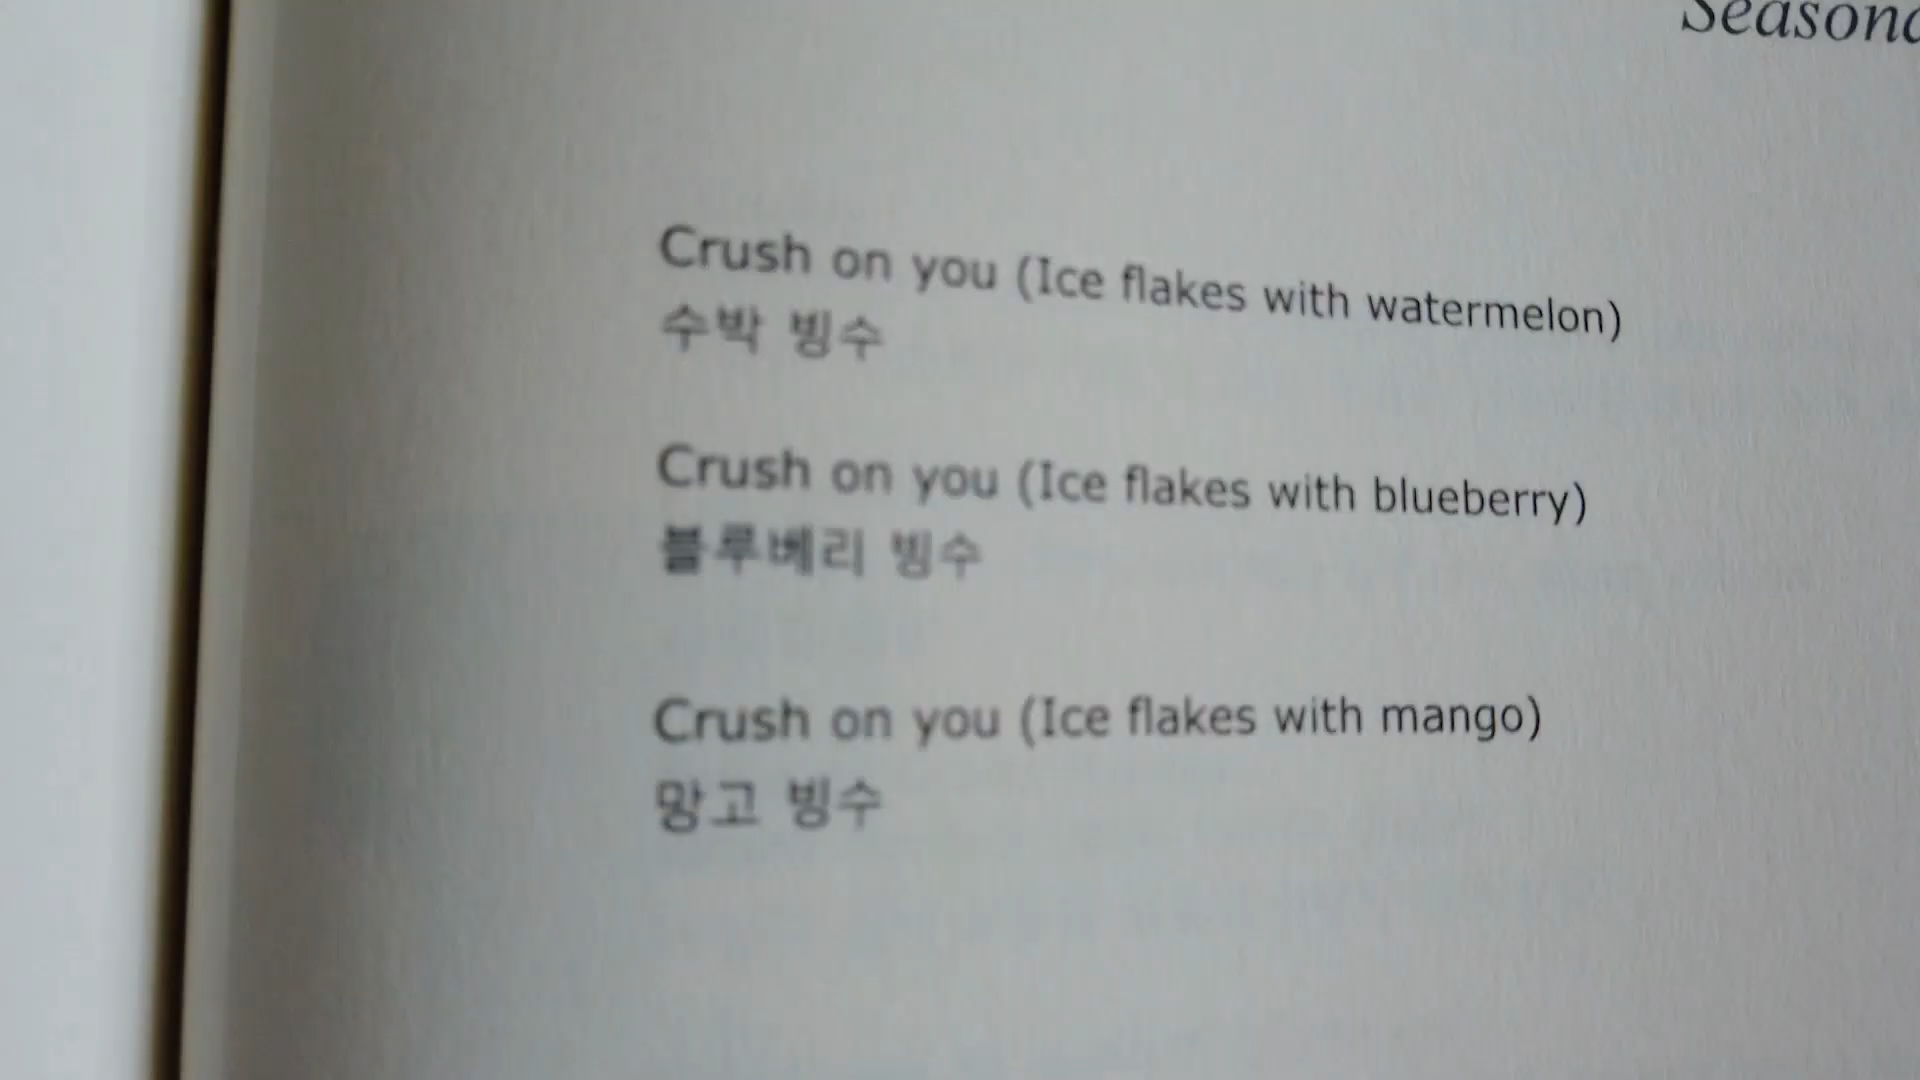 Crush on you (Ice flakes with watermelon)
수박 빙수
Crush on you (Ice flakes with blueberry)
블루베리 빙수
Crush on you (Ice flakes with mango)
망고 빙수